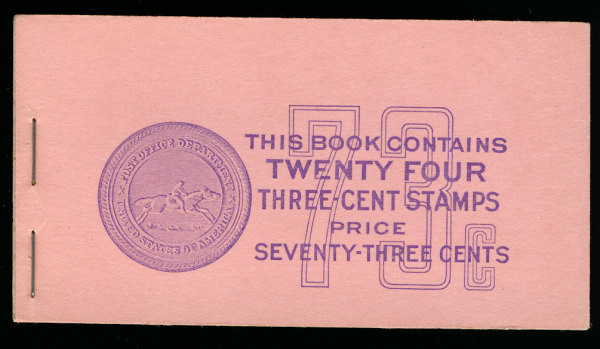 POST OFFICE DEPARTMENT
UNITED STATES OF AMERICA
THIS BOOK CONTAINS
TWENTY FOUR
THREE-CENT STAMPS
PRICE
SEVENTY-THREE CENTS
73c